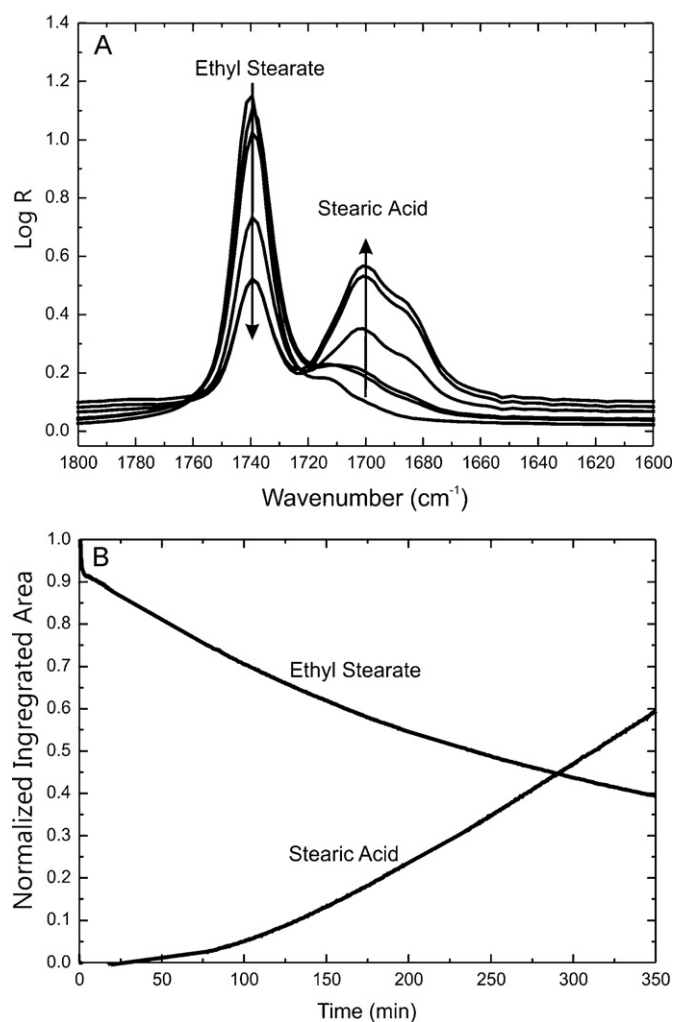 A
1.4
1.2
1.0
0.8
0.6
0.4
0.2
0.0
Log R
Ethyl Stearate
Stearic Acid
1800 1780 1760 1740 1720 1700 1680 1660 1640 1620 1600
Wavenumber (cm⁻¹)
B
1.0
0.9
0.8
0.7
0.6
0.5
0.4
0.3
0.2
0.1
0.0
Normalized Ingregrated Area
Ethyl Stearate
Stearic Acid
0 50 100 150 200 250 300 350
Time (min)